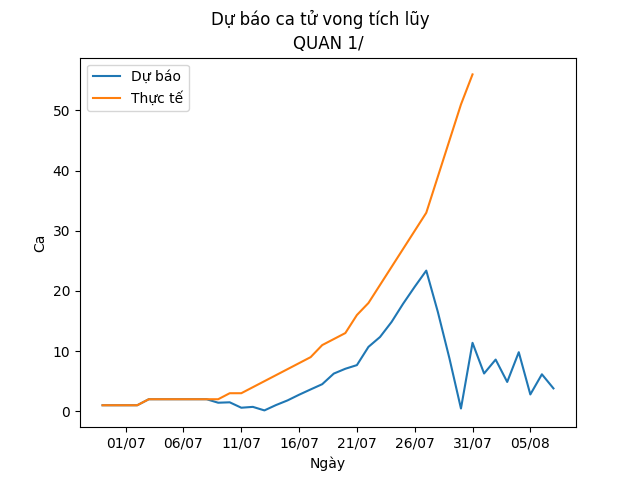 Dự báo ca tử vong tích lũy
QUAN 1/
Dự báo
Thực tế
Ca
50
40
30
20
10
0
01/07 06/07 11/07 16/07 21/07 26/07 31/07 05/08
Ngày